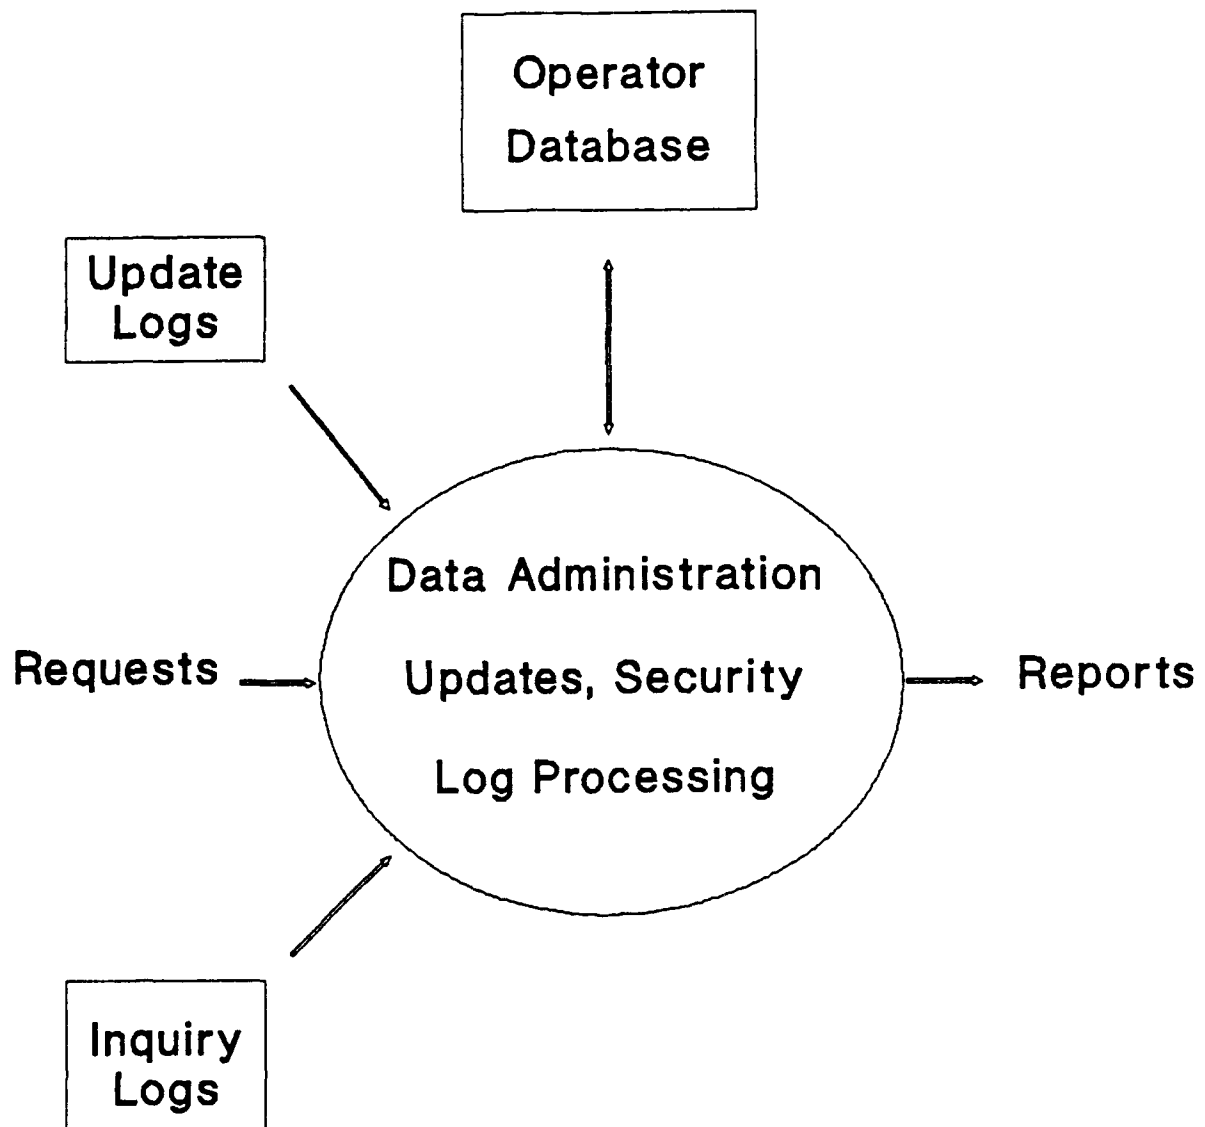 Operator
Database
Update
Logs
Data Administration
Requests
Updates, Security
Reports
Log Processing
Inquiry
Logs